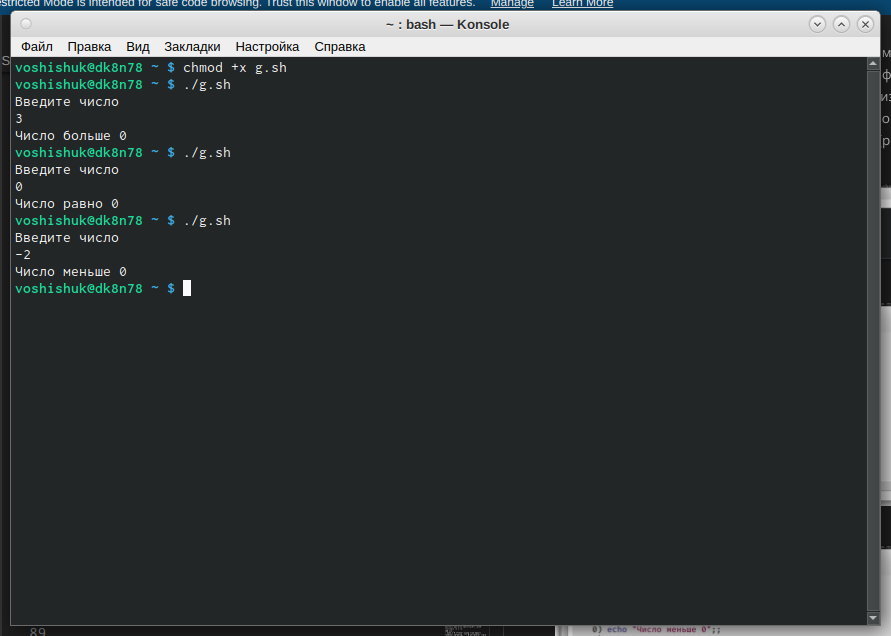 estricted Mode is intended for safe code browsing. Trust this window to enable all features. Manage Learn More
~ : bash — Konsole
Файл Правка Вид Закладки Настройка Справка
voshishuk@dk8n78 ~ $ chmod +x g.sh
voshishuk@dk8n78 ~ $ ./g.sh
Введите число
3
Число больше 0
voshishuk@dk8n78 ~ $ ./g.sh
Введите число
0
Число равно 0
voshishuk@dk8n78 ~ $ ./g.sh
Введите число
-2
Число меньше 0
voshishuk@dk8n78 ~ $
89
0) echo "Число меньше 0";;